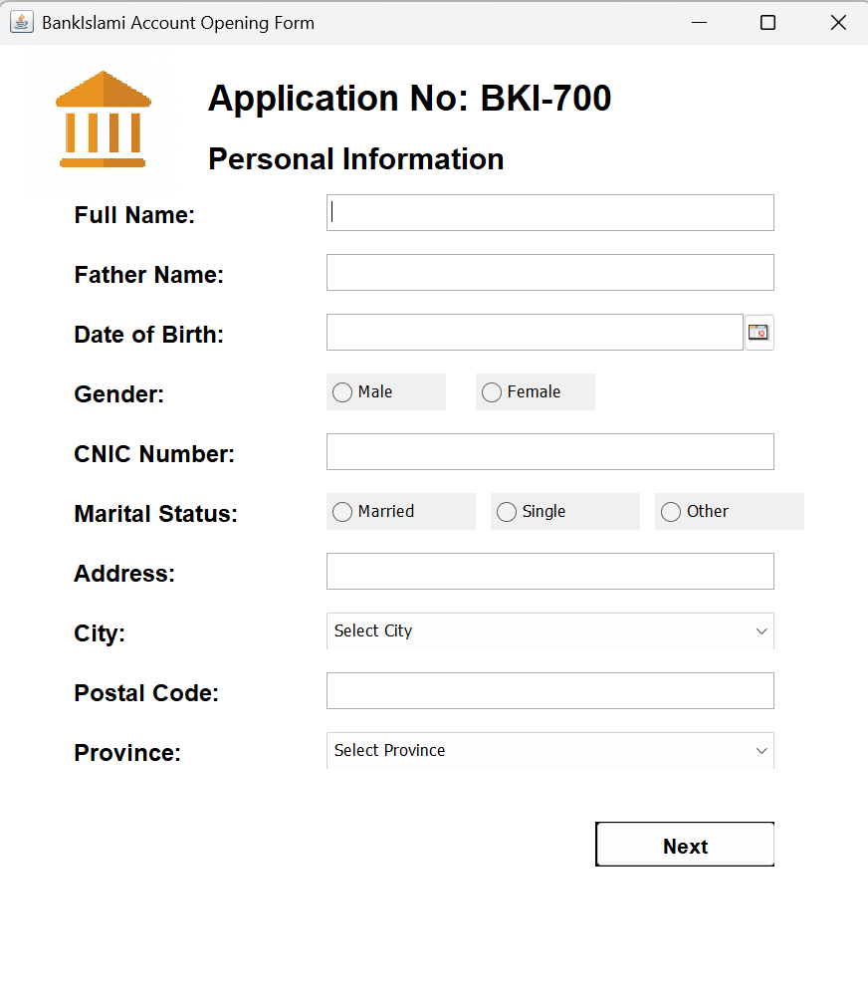 BankIslami Account Opening Form
Application No: BKI-700
Personal Information
Full Name:
Father Name:
Date of Birth:
Gender: Male Female
CNIC Number:
Marital Status: Married Single Other
Address:
City: Select City
Postal Code:
Province: Select Province
Next